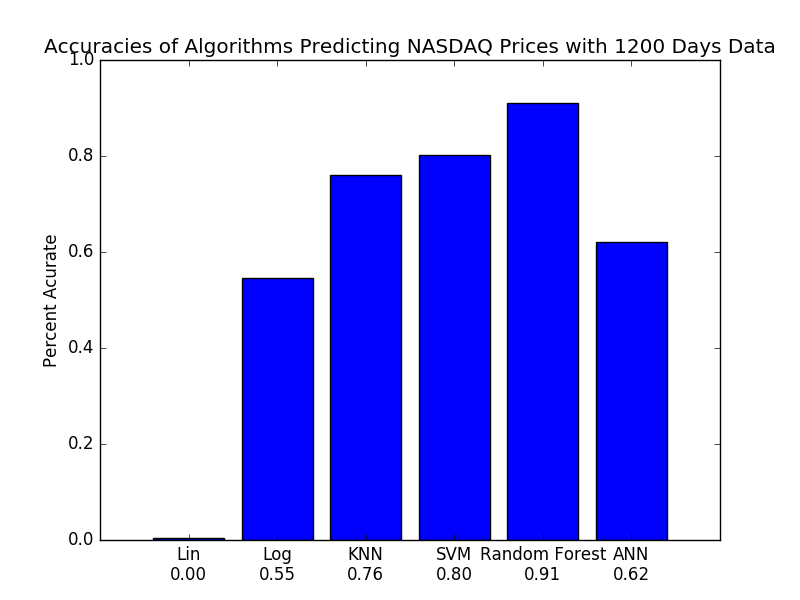 Accuracies of Algorithms Predicting NASDAQ Prices with 1200 Days Data
1.0
0.8
0.6
0.4
0.2
0.0
Percent Acurate
Lin Log KNN SVM Random Forest ANN
0.00 0.55 0.76 0.80 0.91 0.62